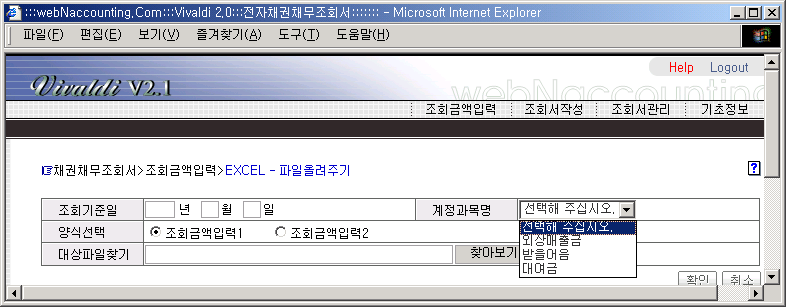 :::webNaccounting.Com:::Vivaldi 2.0:::전자채권채무조회서::::::: - Microsoft Internet Explorer
파일(F) 편집(E) 보기(V) 즐겨찾기(A) 도구(T) 도움말(H)
Help Logout
Vivaldi V2.1
webNaccounting
조회금액입력 조회서작성 조회서관리 기초정보
채권채무조회서>조회금액입력>EXCEL - 파일올려주기 ?
조회기준일 년 월 일 계정과목명 선택해 주십시오.
양식선택 조회금액입력1 조회금액입력2 선택해 주십시오.
외상매출금
대상파일찾기 찾아보기 받을어음
대여금
확인 취소